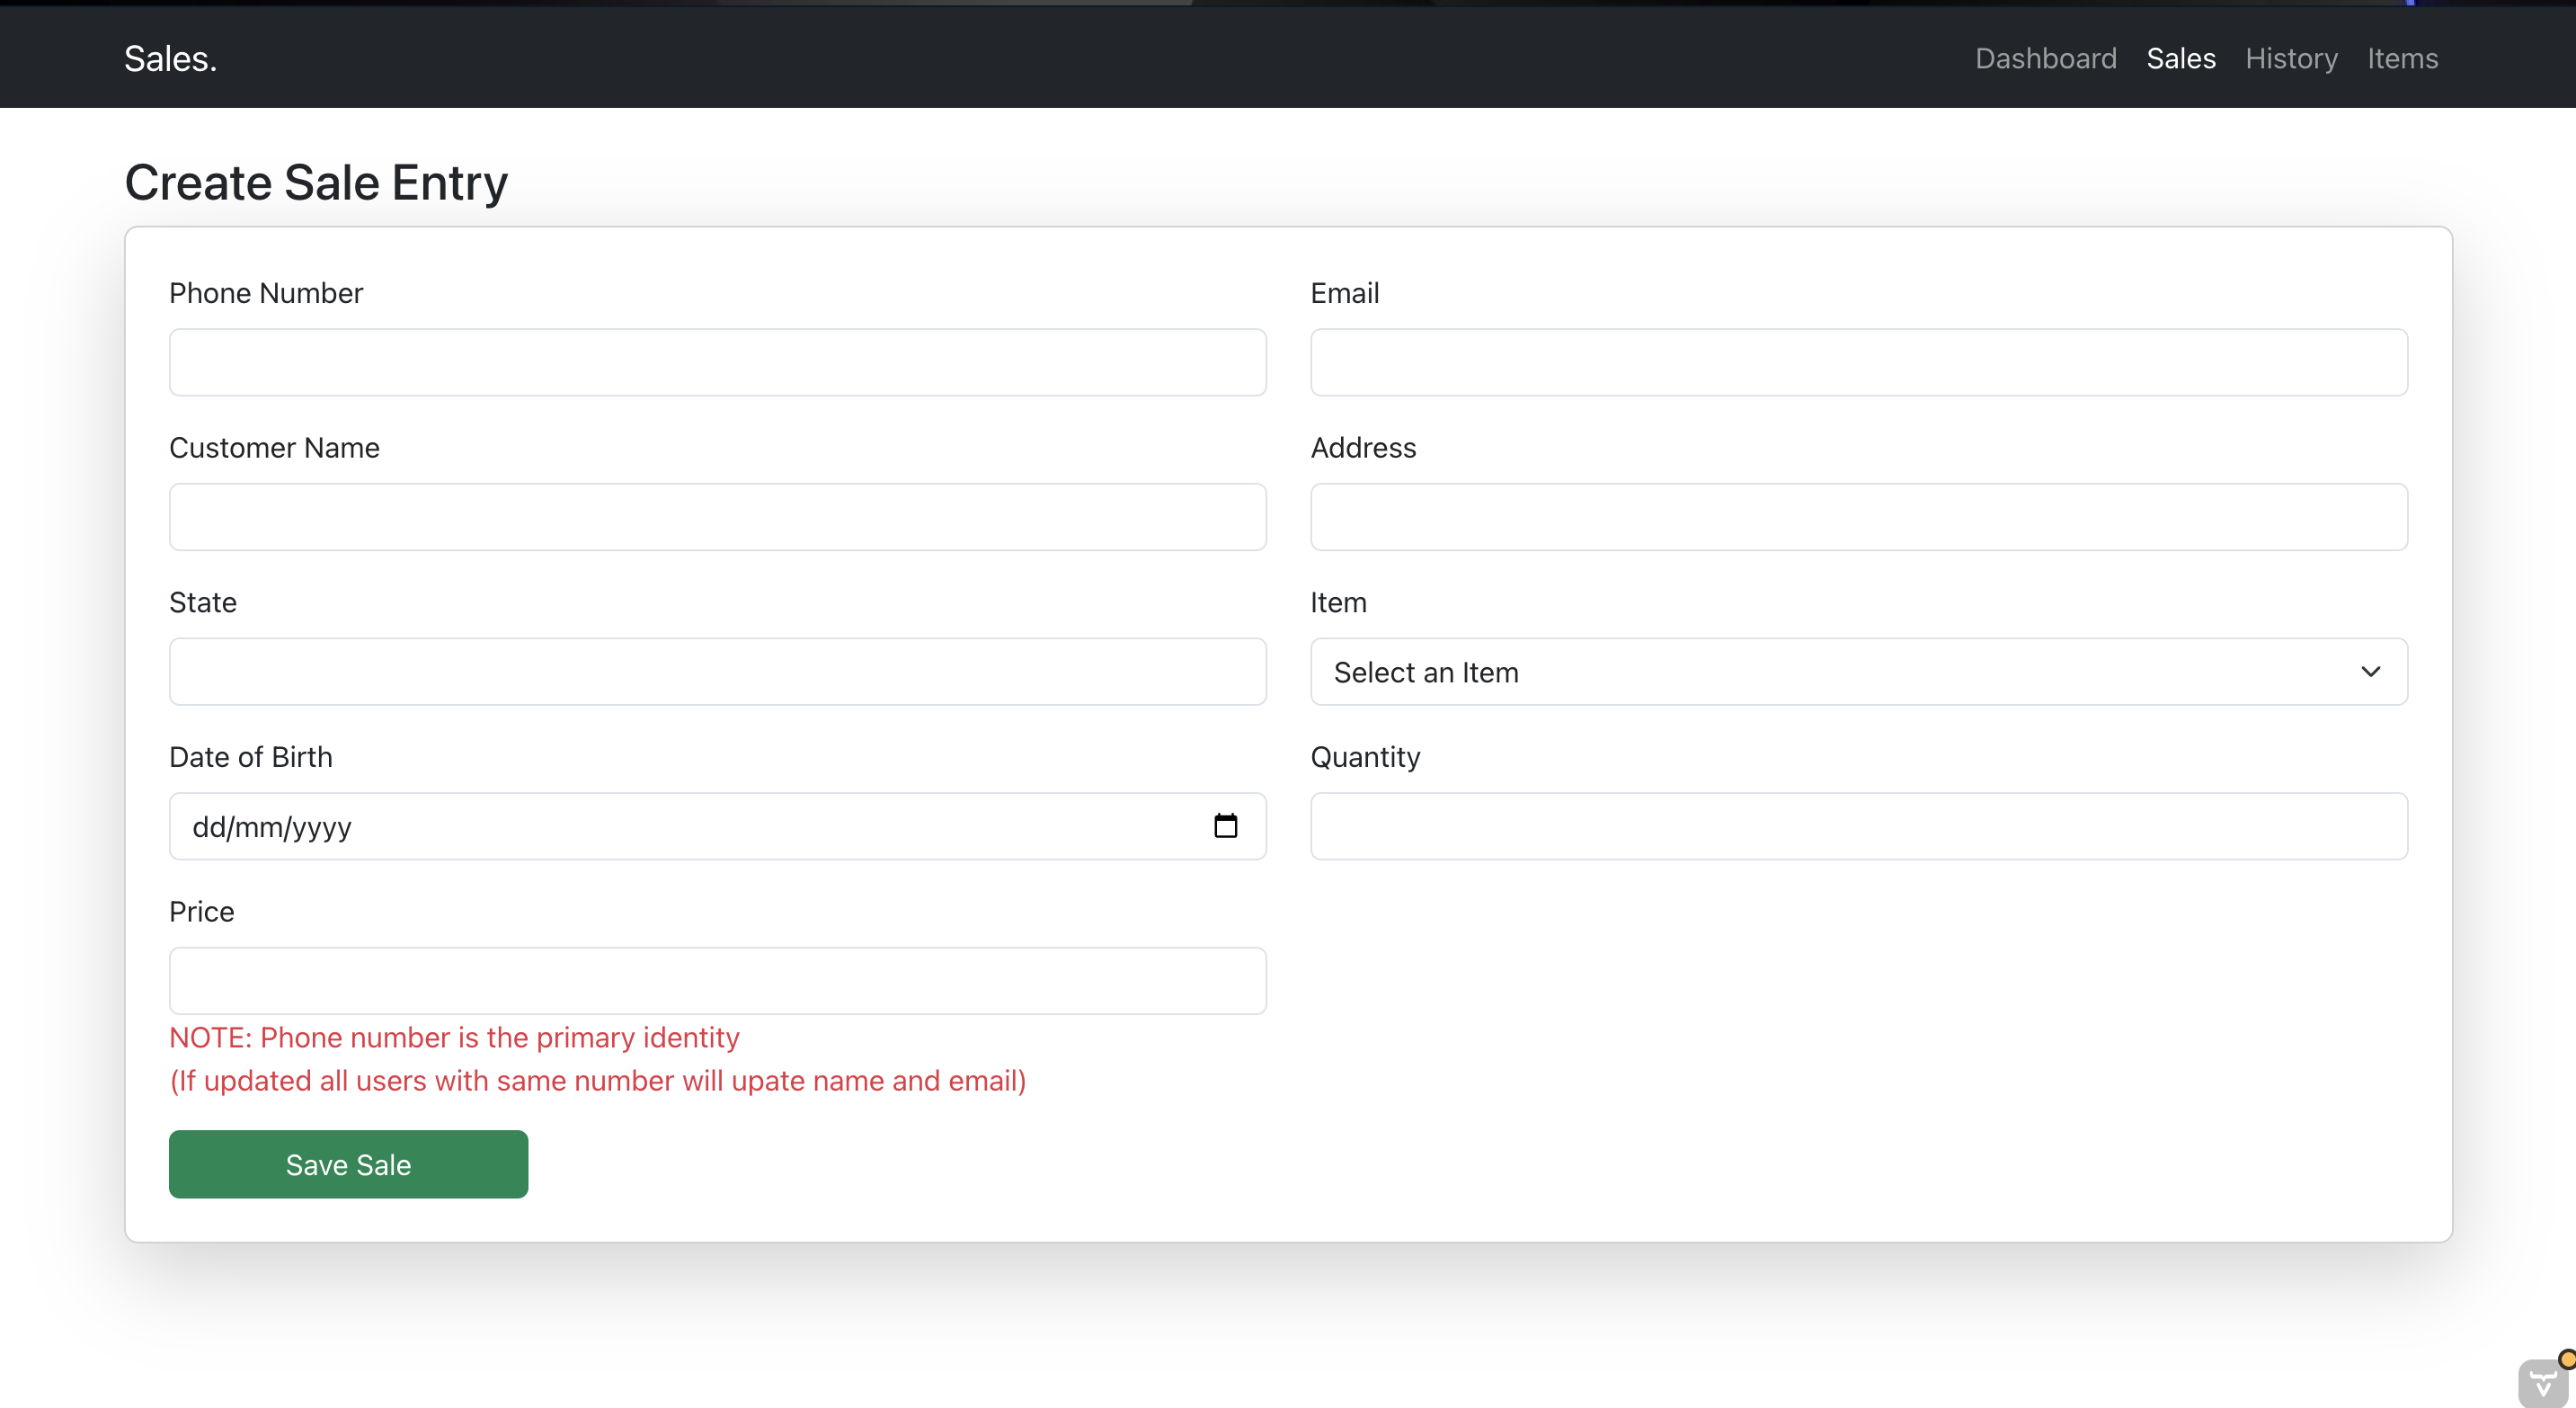 Sales.
Dashboard Sales History Items
Create Sale Entry
Phone Number
Email
Customer Name
Address
State
Item
Select an Item
Date of Birth
Quantity
dd/mm/yyyy
Price
NOTE: Phone number is the primary identity
(If updated all users with same number will upate name and email)
Save Sale